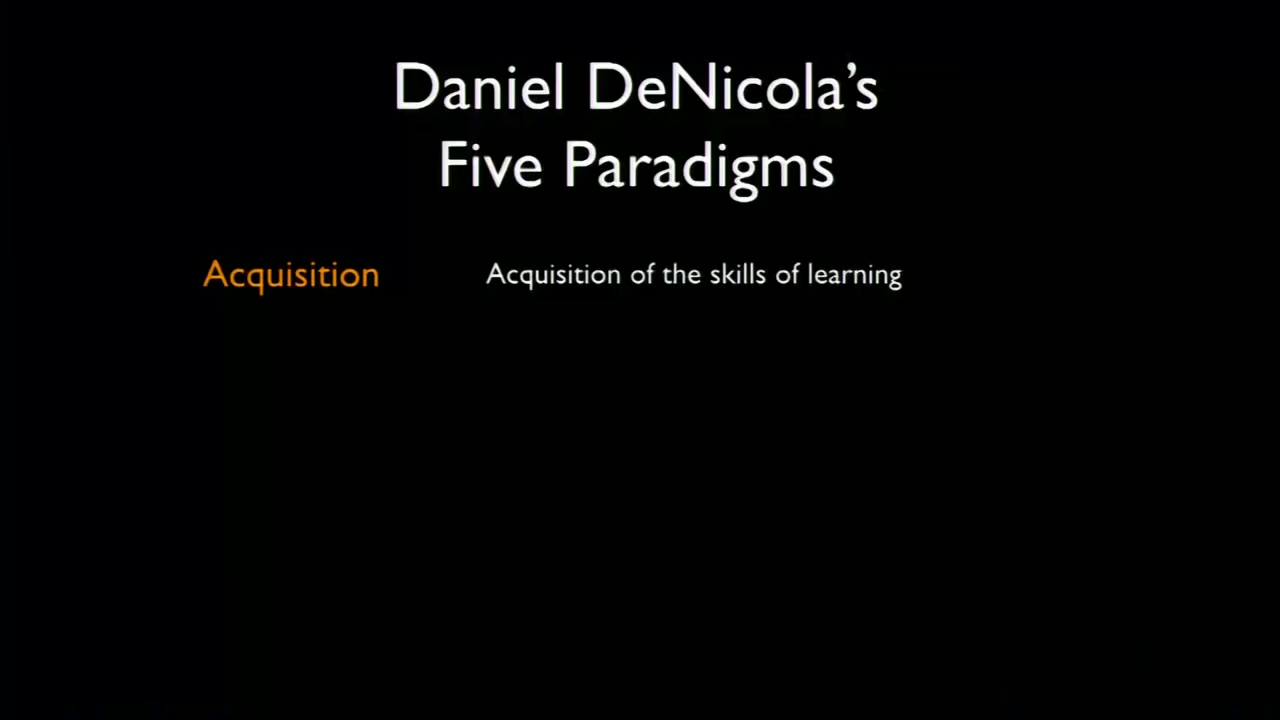 Daniel DeNicola’s
Five Paradigms
Acquisition
Acquisition of the skills of learning